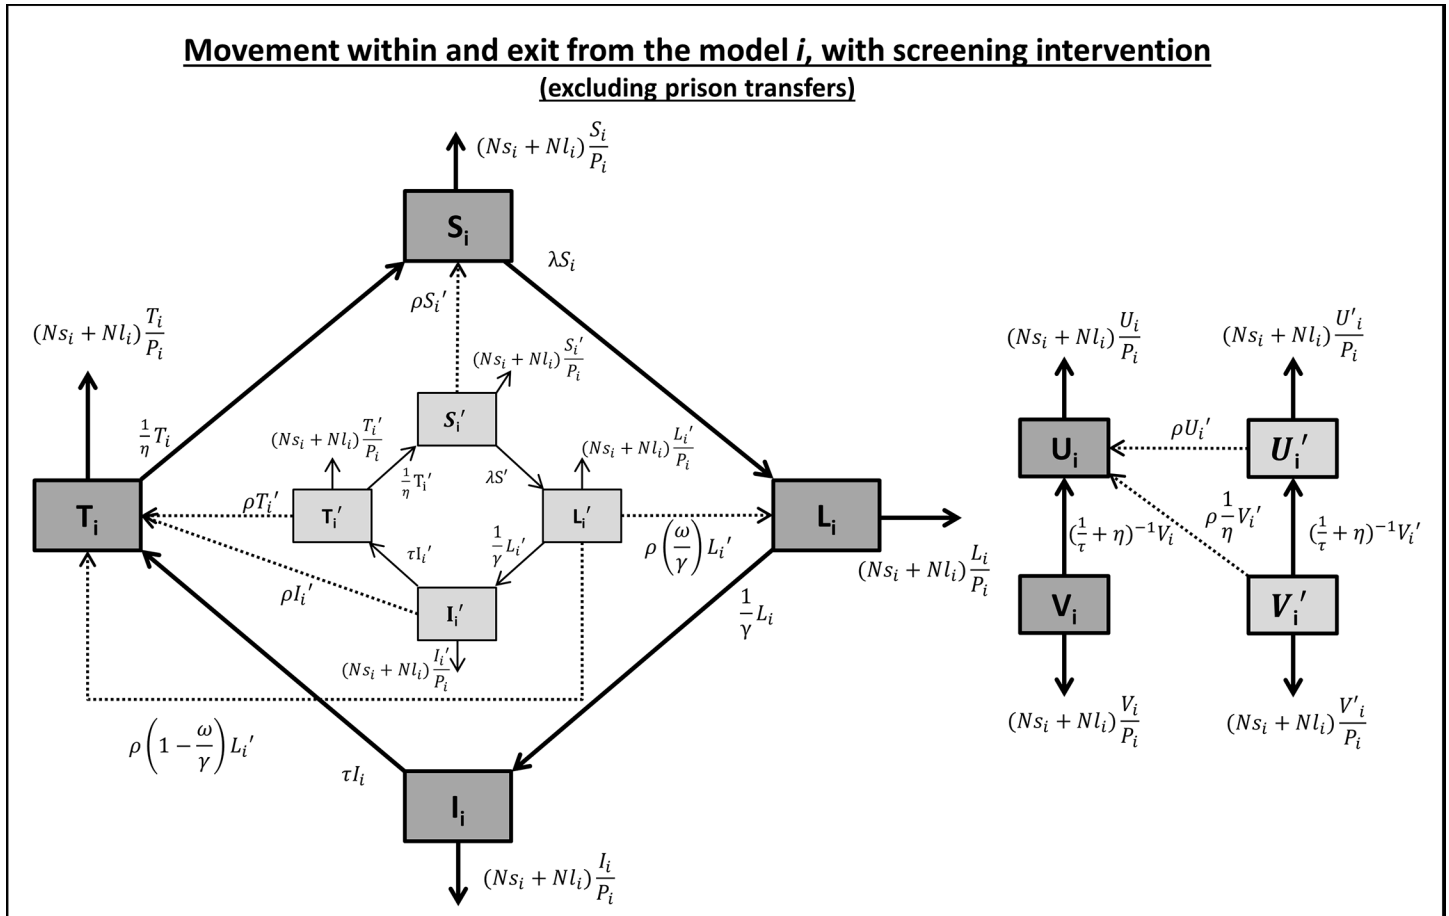 Movement within and exit from the model i, with screening intervention
(excluding prison transfers)
(Ns_i + Nl_i) S_i/P_i
S_i
λS_i
ρS_i′
(Ns_i + Nl_i) T_i/P_i
(Ns_i + Nl_i) S_i′/P_i
(Ns_i + Nl_i) U_i/P_i
(Ns_i + Nl_i) U′_i/P_i
S_i′
1/η T_i
(Ns_i + Nl_i) T_i′/P_i
(Ns_i + Nl_i) L_i′/P_i
1/η T_i′
λS′
U_i
ρU_i′
U_i′
T_i
ρT_i′
T_i′
L_i′
ρ(ω/γ)L_i′
L_i
τI_i′
1/γ L_i′
(1/τ + η)⁻¹V_i
ρ 1/η V_i′
(1/τ + η)⁻¹V_i′
(Ns_i + Nl_i) L_i/P_i
ρI_i′
I_i′
1/γ L_i
V_i
V_i′
(Ns_i + Nl_i) I_i′/P_i
(Ns_i + Nl_i) V_i/P_i
(Ns_i + Nl_i) V′_i/P_i
ρ(1 − ω/γ)L_i′
τI_i
I_i
(Ns_i + Nl_i) I_i/P_i